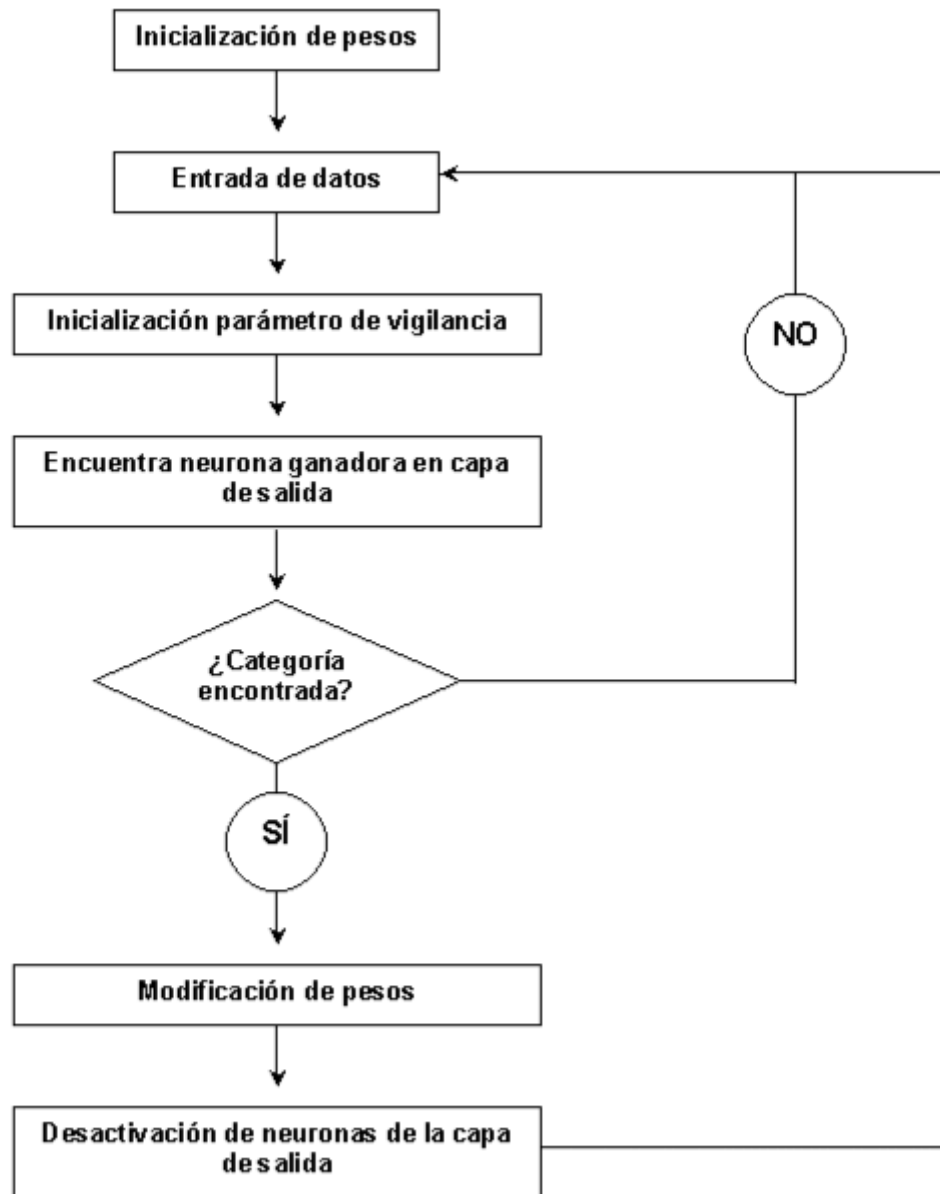 Inicialización de pesos
Entrada de datos
Inicialización parámetro de vigilancia
NO
Encuentra neurona ganadora en capa
de salida
¿Categoría
encontrada?
SÍ
Modificación de pesos
Desactivación de neuronas de la capa
de salida